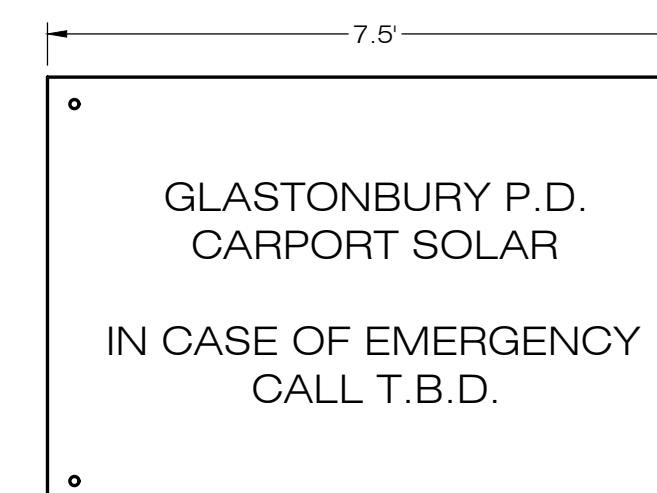 7.5'
GLASTONBURY P.D.
CARPORT SOLAR
IN CASE OF EMERGENCY
CALL T.B.D.